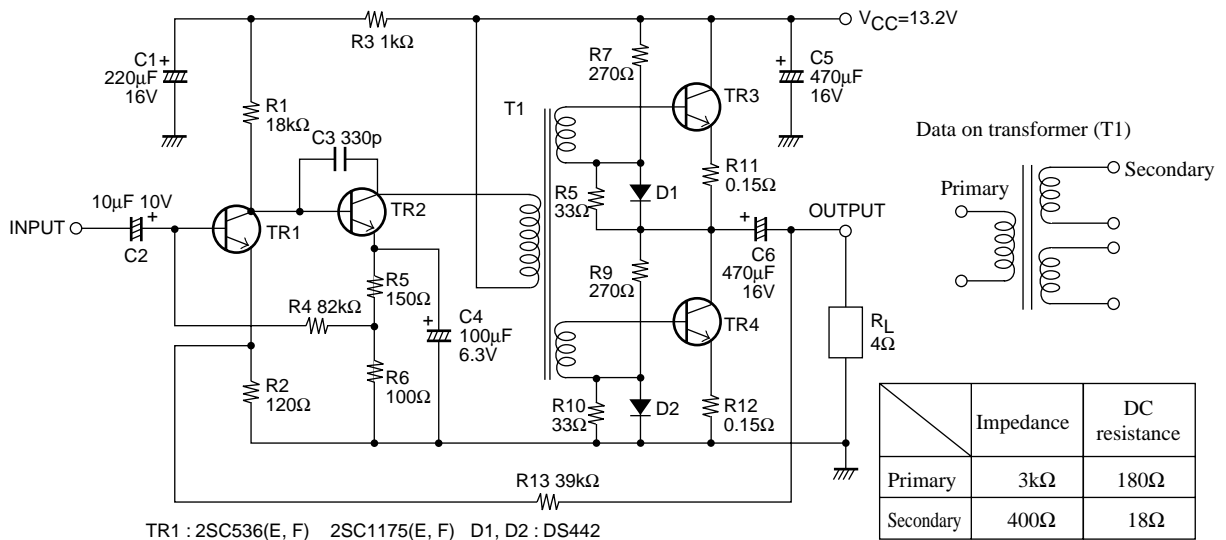 V CC=13.2V
R3 1kΩ
C1 +
220μF
16V
R1
18kΩ
C3 330p
T1
R7
270Ω
TR3
+ C5
470μF
16V
Data on transformer (T1)
Primary
Secondary
R11
0.15Ω
10μF 10V
+
INPUT
C2
TR1
TR2
R5
33Ω
D1
OUTPUT
+
C6
470μF
16V
R9
270Ω
R5
150Ω
R4 82kΩ
+
C4
100μF
6.3V
TR4
RL
4Ω
R2
120Ω
R6
100Ω
R10
33Ω
D2
R12
0.15Ω
R13 39kΩ
Impedance
DC
resistance
Primary 3kΩ 180Ω
Secondary 400Ω 18Ω
TR1 : 2SC536(E, F) 2SC1175(E, F) D1, D2 : DS442